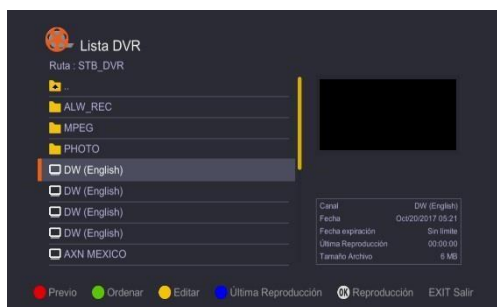 Lista DVR
Ruta : STB_DVR
..
ALW_REC
MPEG
PHOTO
DW (English)
DW (English)
DW (English)
DW (English)
AXN MEXICO
Canal DW (English)
Fecha Oct/20/2017 05:21
Fecha expiración Sin límite
Última Reproducción 00:00:00
Tamaño Archivo 6 MB
Previo Ordenar Editar Última Reproducción OK Reproducción EXIT Salir